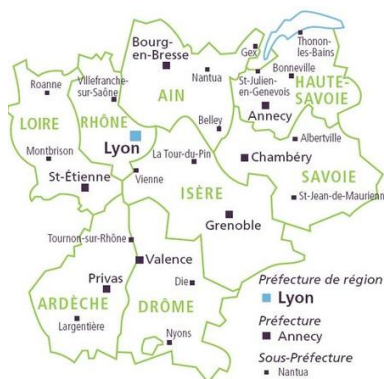 Bourg-
en-Bresse
Gex
Thonon-
les-Bains
Nantua
St-Julien-
en-Genevois
Bonneville
HAUTE-
SAVOIE
Roanne
Villefranche-
sur-Saône
AIN
Annecy
LOIRE
RHÔNE
Belley
Lyon
Albertville
Montbrison
La Tour-du-Pin
Chambéry
SAVOIE
St-Étienne
Vienne
ISÈRE
St-Jean-de-Maurienne
Grenoble
Tournon-sur-Rhône
Valence
Privas
Die
ARDÈCHE
DRÔME
Largentière
Nyons
Préfecture de région
Lyon
Préfecture
Annecy
Sous-Préfecture
Nantua